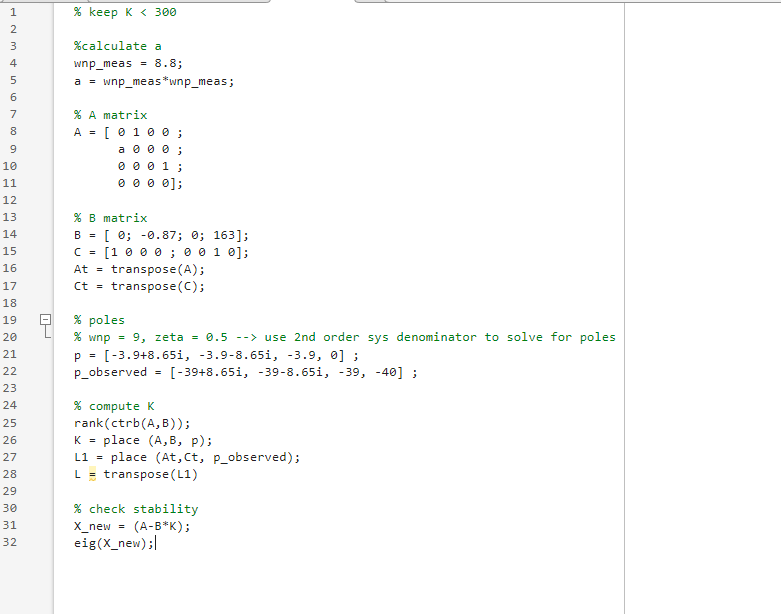 1 % keep K < 300
2
3 %calculate a
4 wnp_meas = 8.8;
5 a = wnp_meas*wnp_meas;
6
7 % A matrix
8 A = [ 0 1 0 0 ;
9 a 0 0 0 ;
10 0 0 0 1 ;
11 0 0 0 0];
12
13 % B matrix
14 B = [ 0; -0.87; 0; 163];
15 C = [1 0 0 0 ; 0 0 1 0];
16 At = transpose(A);
17 Ct = transpose(C);
18
19 % poles
20 % wnp = 9, zeta = 0.5 --> use 2nd order sys denominator to solve for poles
21 p = [-3.9+8.65i, -3.9-8.65i, -3.9, 0] ;
22 p_observed = [-39+8.65i, -39-8.65i, -39, -40] ;
23
24 % compute K
25 rank(ctrb(A,B));
26 K = place (A,B, p);
27 L1 = place (At,Ct, p_observed);
28 L = transpose(L1)
29
30 % check stability
31 X_new = (A-B*K);
32 eig(X_new);